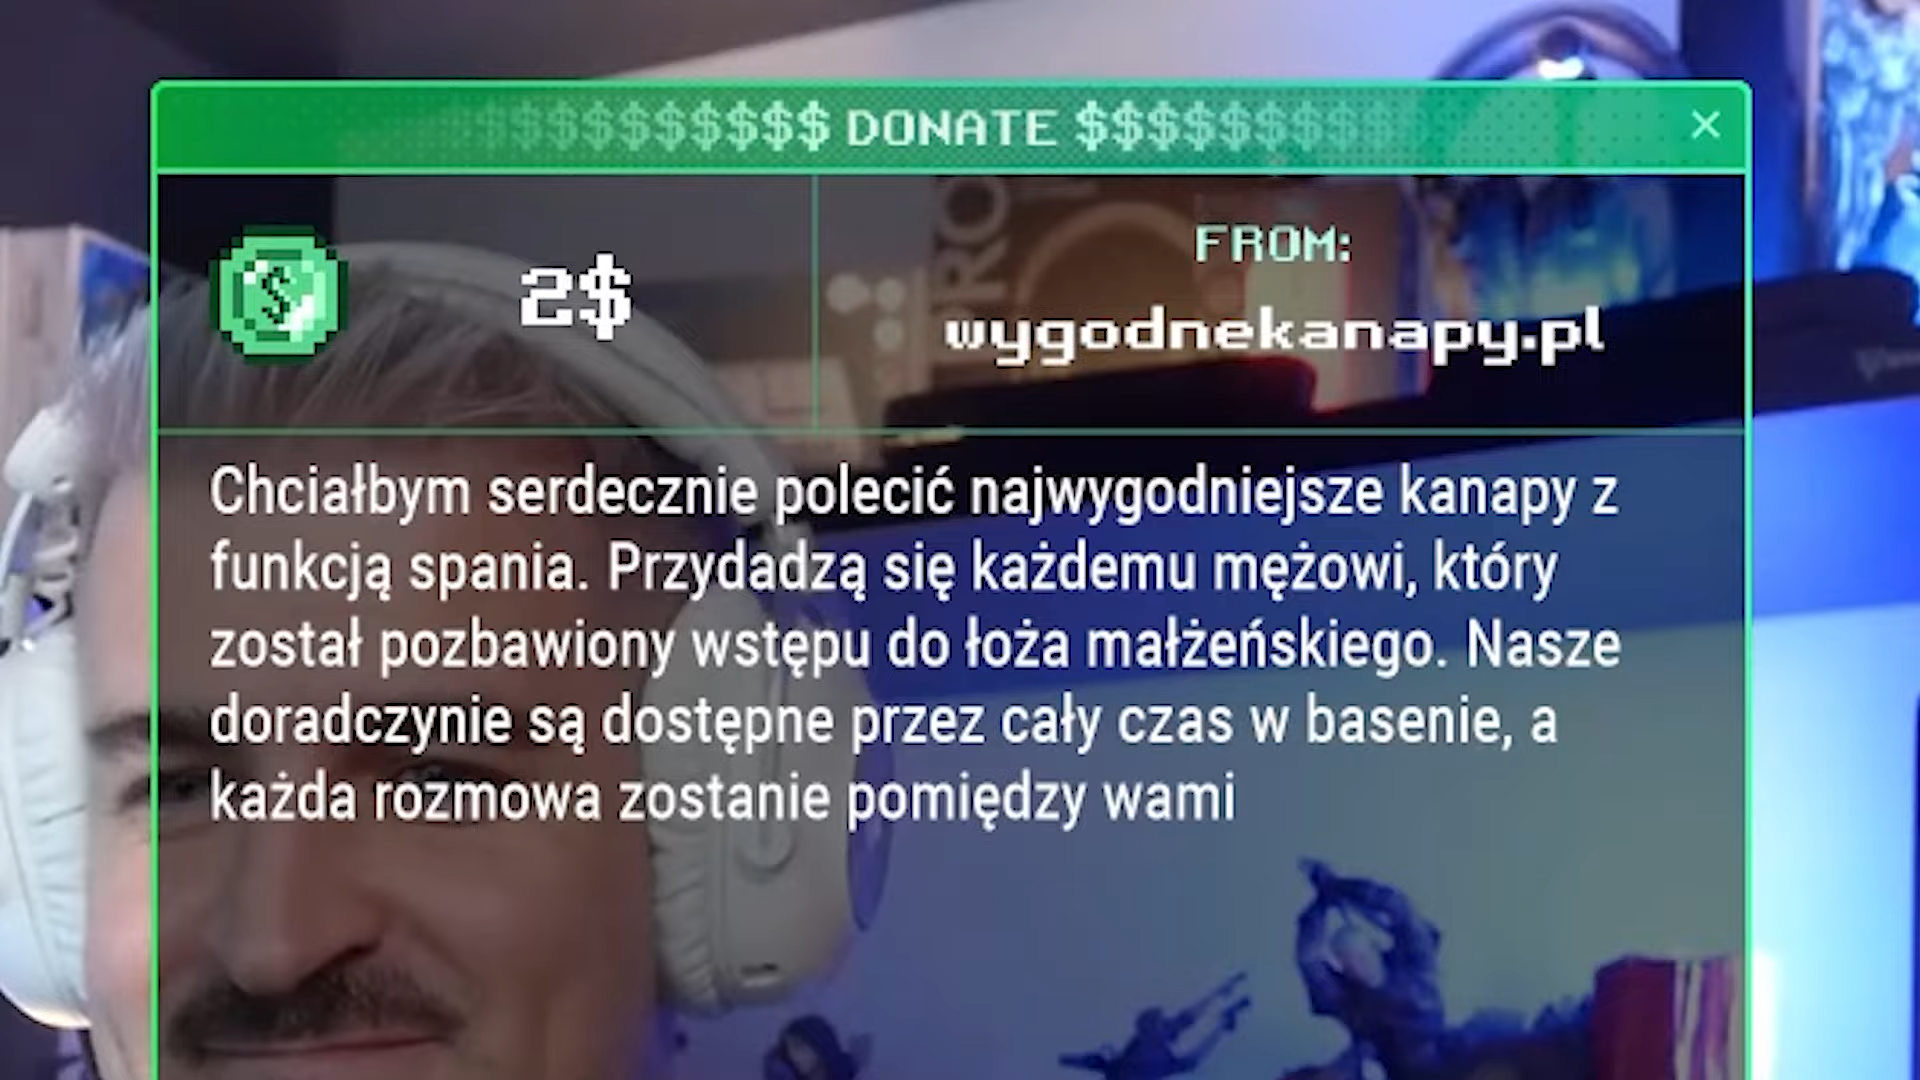 $$$$$$$$$$ DONATE $$$$$$$$$
2$
FROM:
wygodnekanapy.pl
Chciałbym serdecznie polecić najwygodniejsze kanapy z
funkcją spania. Przydadzą się każdemu mężowi, który
został pozbawiony wstępu do łoża małżeńskiego. Nasze
doradczynie są dostępne przez cały czas w basenie, a
każda rozmowa zostanie pomiędzy wami